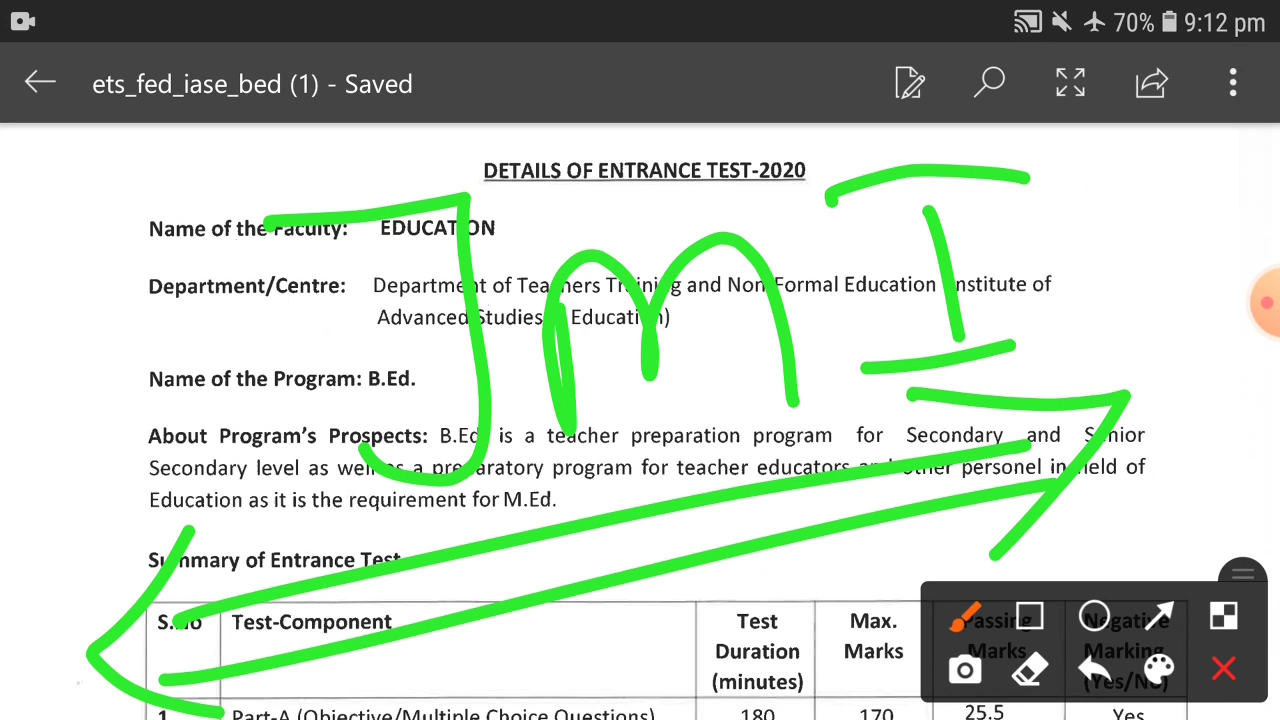 70% 9:12 pm
ets_fed_iase_bed (1) - Saved
DETAILS OF ENTRANCE TEST-2020
Name of the Faculty: EDUCATION
JMI
Department/Centre: Department of Teachers Training and Non Formal Education Institute of
Advanced Studies Education)
Name of the Program: B.Ed.
About Program's Prospects: B.Ed is a teacher preparation program for Secondary and Senior
Secondary level as well as a preparatory program for teacher educators and other personel in field of
Education as it is the requirement for M.Ed.
Summary of Entrance Test
S.No Test-Component Test Duration (minutes) Max. Marks Passing Marks Negative Marking (Yes/No)
1 Part-A (Objective/Multiple Choice Questions) 180 170 25.5 Yes